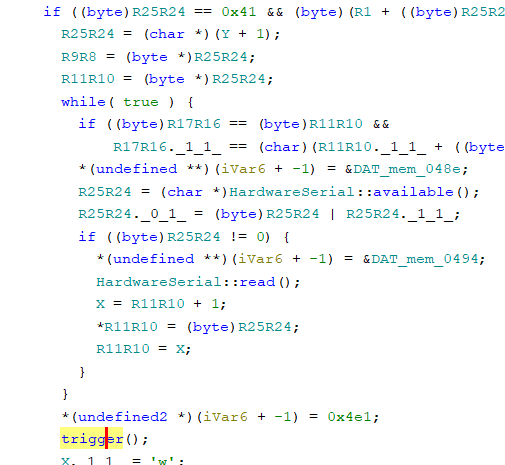 if ((byte)R25R24 == 0x41 && (byte)(R1 + ((byte)R25R2
R25R24 = (char *)(Y + 1);
R9R8 = (byte *)R25R24;
R11R10 = (byte *)R25R24;
while( true ) {
if ((byte)R17R16 == (byte)R11R10 &&
R17R16._1_1_ == (char)(R11R10._1_1_ + ((byte
*(undefined **)(iVar6 + -1) = &DAT_mem_048e;
R25R24 = (char *)HardwareSerial::available();
R25R24._0_1_ = (byte)R25R24 | R25R24._1_1_;
if ((byte)R25R24 != 0) {
*(undefined **)(iVar6 + -1) = &DAT_mem_0494;
HardwareSerial::read();
X = R11R10 + 1;
*R11R10 = (byte)R25R24;
R11R10 = X;
}
}
*(undefined2 *)(iVar6 + -1) = 0x4e1;
trigger();
X._1_1_ = 'w';